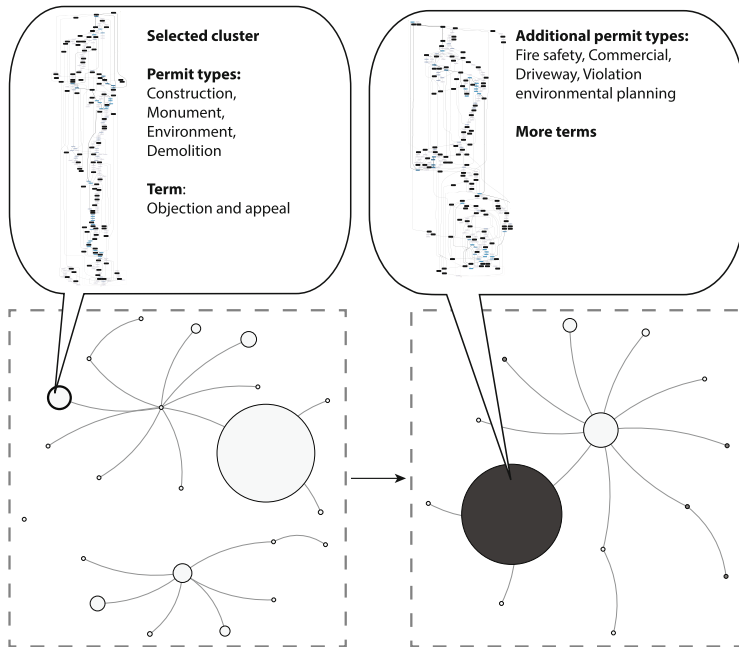 Selected cluster
Permit types:
Construction,
Monument,
Environment,
Demolition
Term:
Objection and appeal
Additional permit types:
Fire safety, Commercial,
Driveway, Violation
environmental planning
More terms